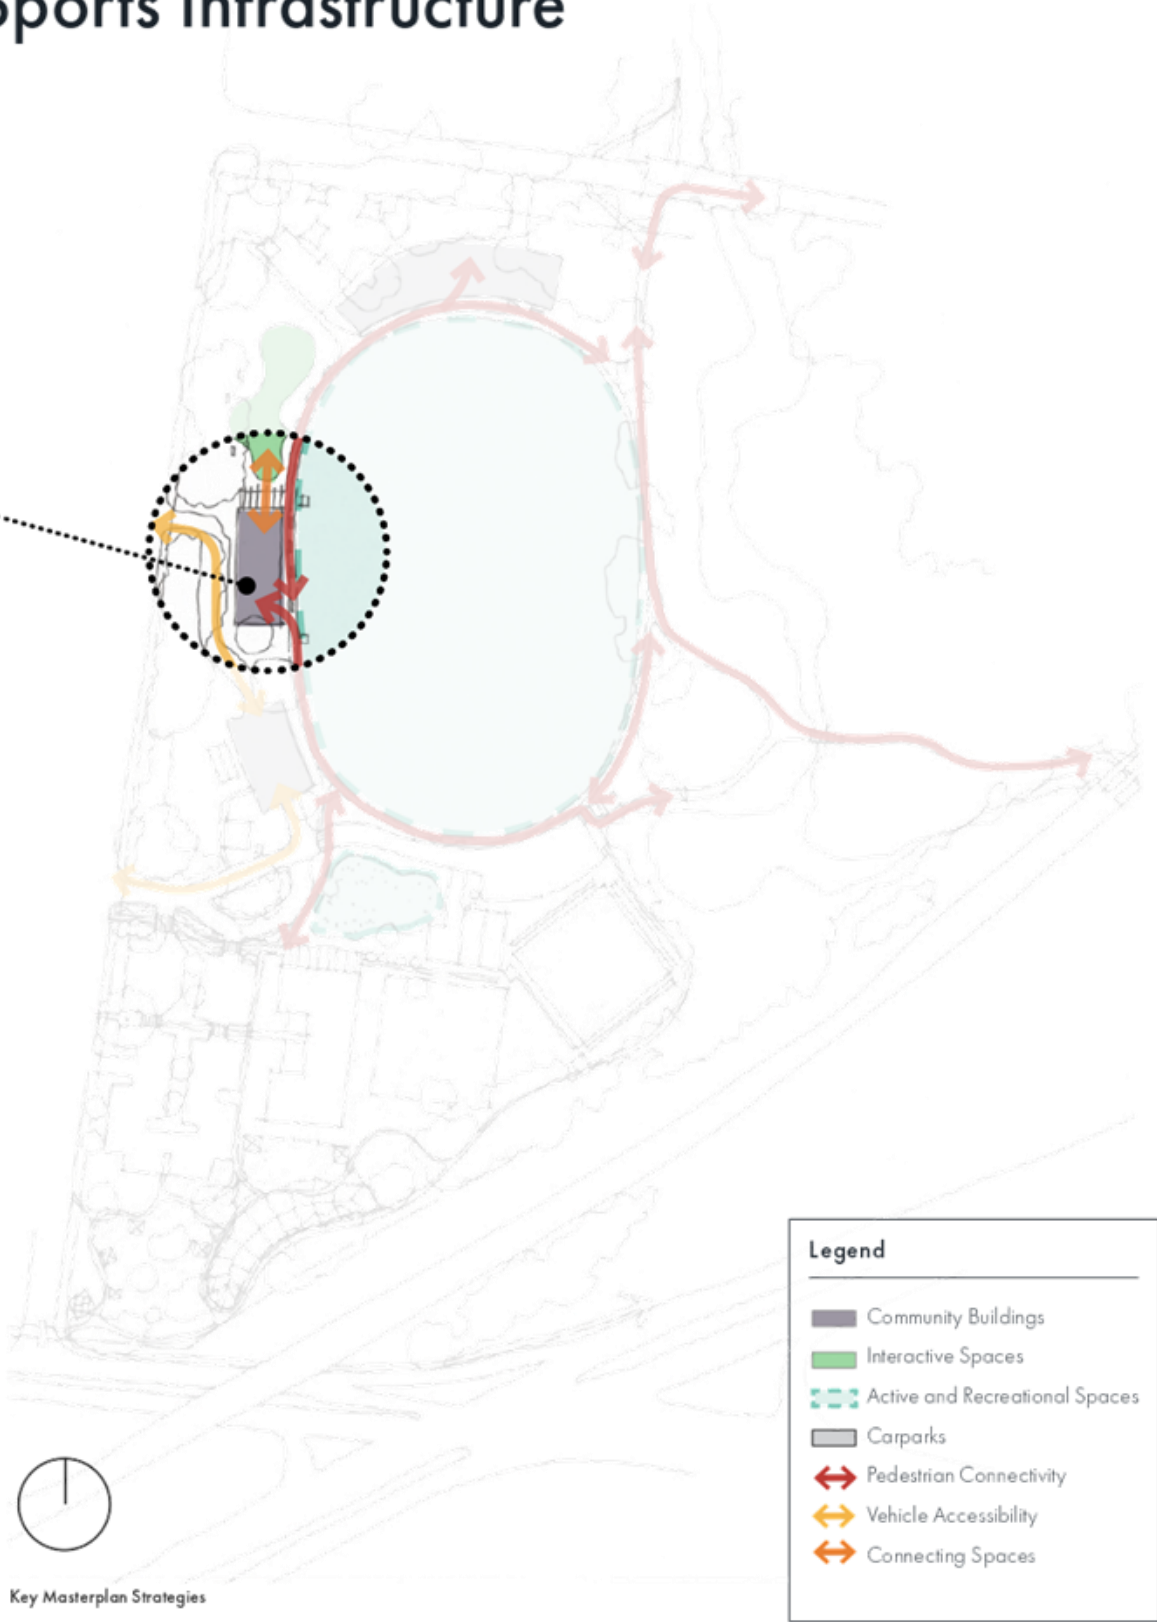 Sports Infrastructure
Legend
Community Buildings
Interactive Spaces
Active and Recreational Spaces
Carparks
Pedestrian Connectivity
Vehicle Accessibility
Connecting Spaces
Key Masterplan Strategies